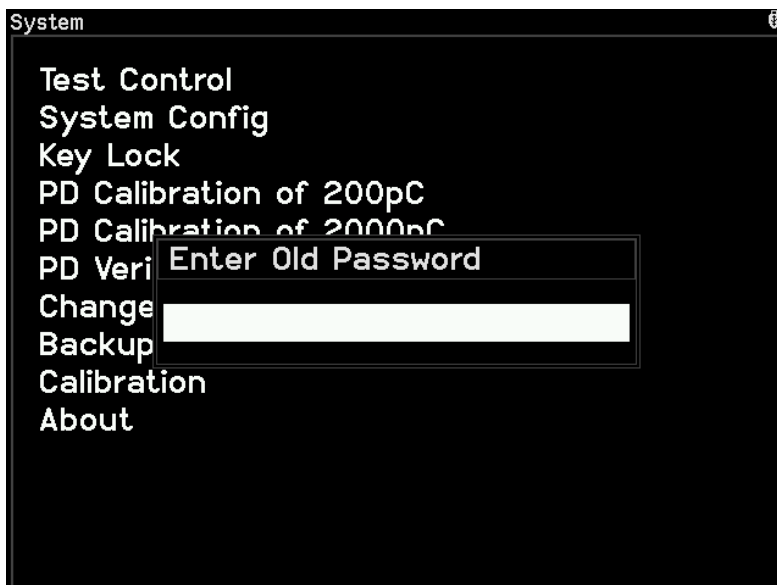 System
Test Control
System Config
Key Lock
PD Calibration of 200pC
PD Calibration of 2000pC
PD Veri
Enter Old Password
Change
Backup
Calibration
About